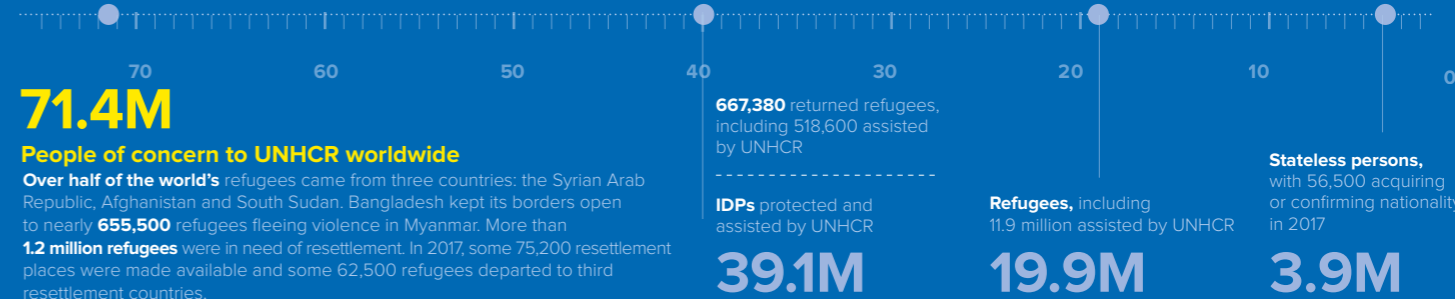 70 60 50 40 30 20 10 0
71.4M
People of concern to UNHCR worldwide
Over half of the world's refugees came from three countries: the Syrian Arab
Republic, Afghanistan and South Sudan. Bangladesh kept its borders open
to nearly 655,500 refugees fleeing violence in Myanmar. More than
1.2 million refugees were in need of resettlement. In 2017, some 75,200 resettlement
places were made available and some 62,500 refugees departed to third
resettlement countries.
667,380 returned refugees,
including 518,600 assisted
by UNHCR
IDPs protected and
assisted by UNHCR
39.1M
Refugees, including
11.9 million assisted by UNHCR
19.9M
Stateless persons,
with 56,500 acquiring
or confirming nationality
in 2017
3.9M